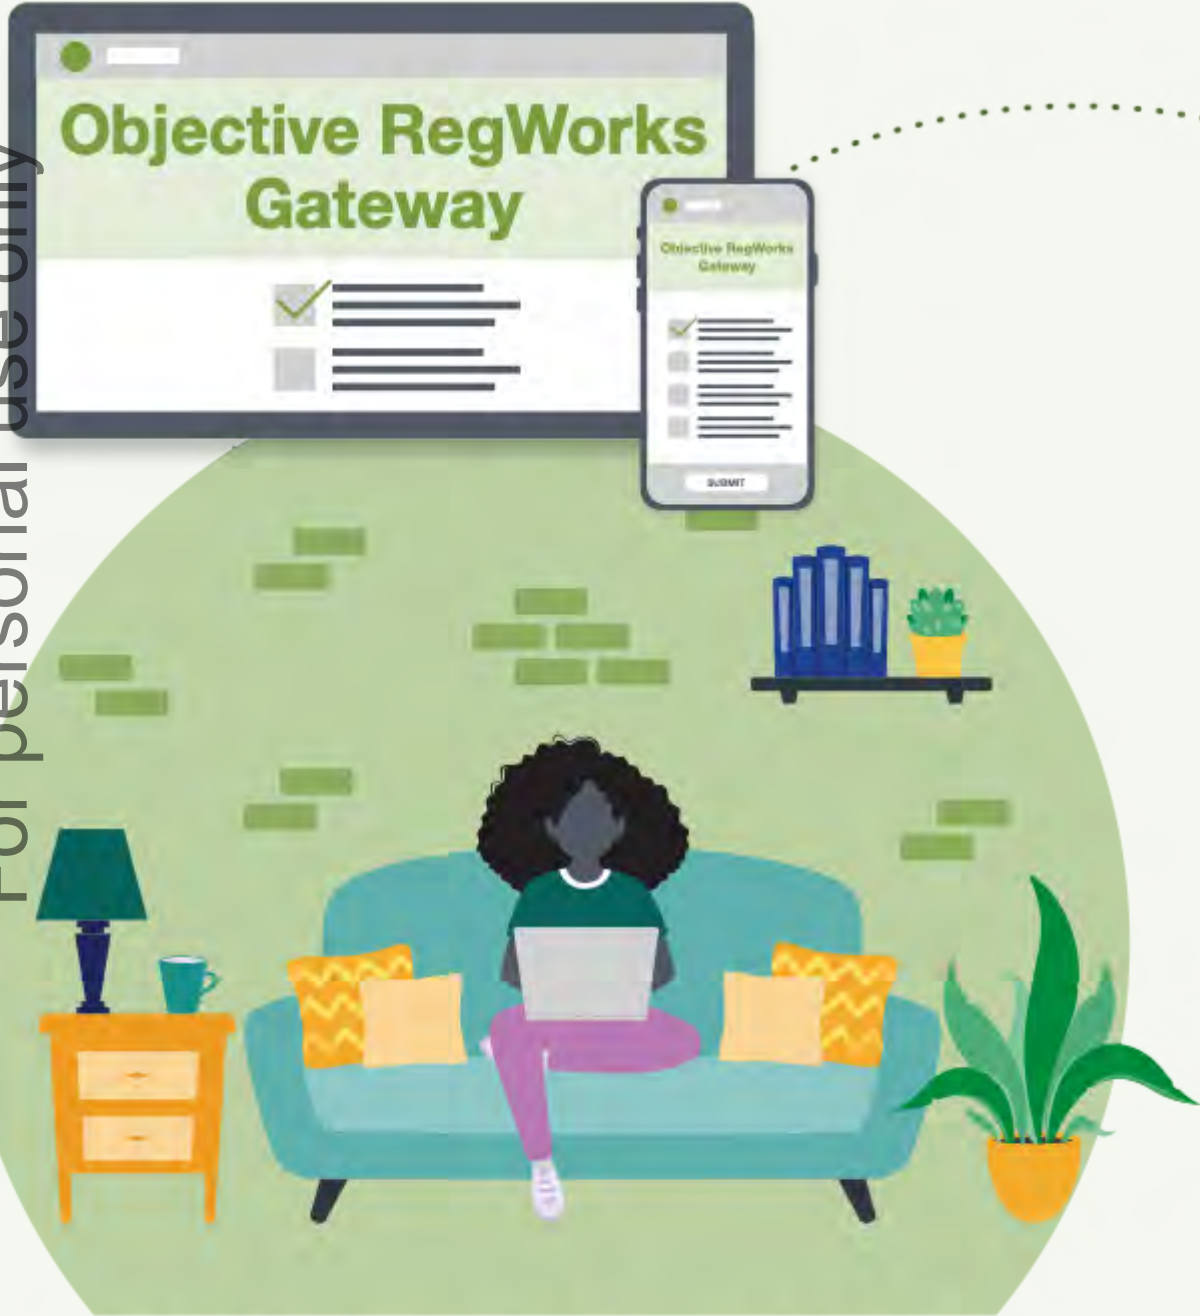 Objective RegWorks
Gateway
Objective RegWorks
Gateway
SUBMIT
For personal use only